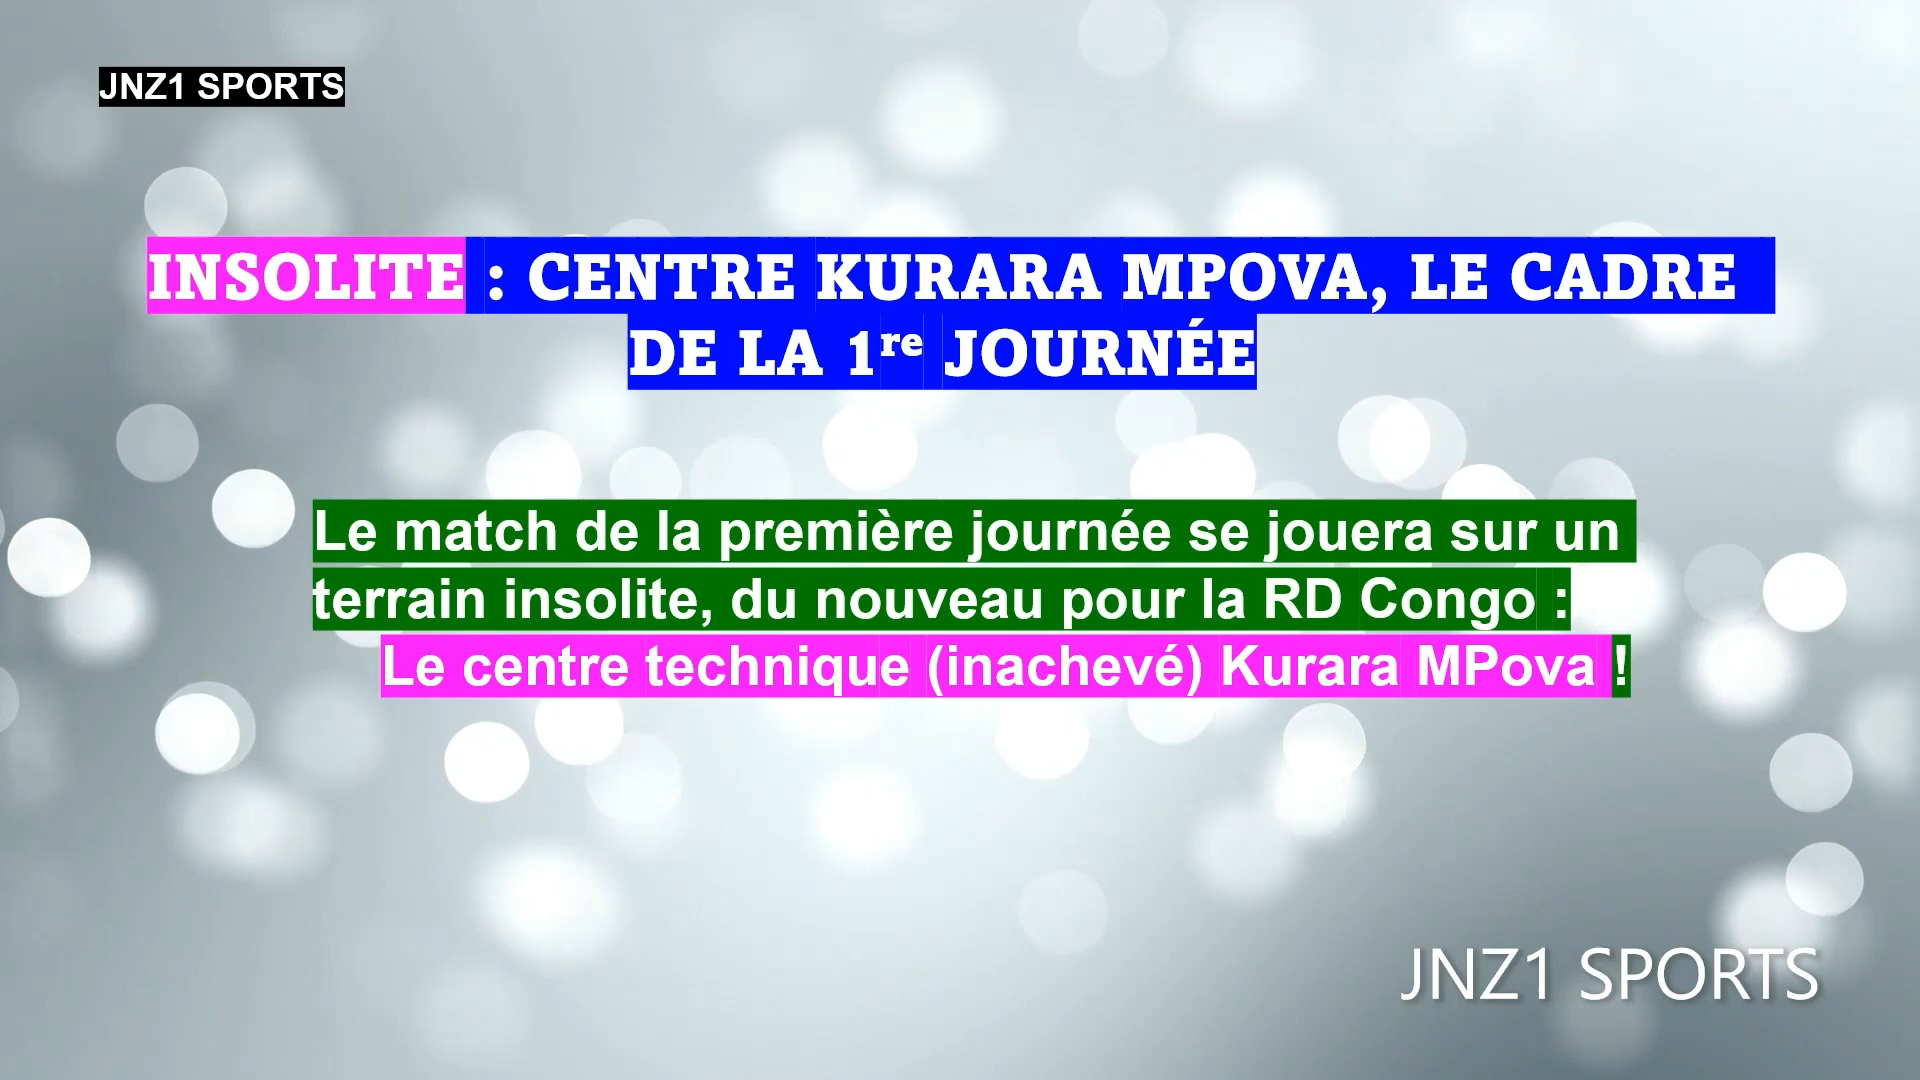 JNZ1 SPORTS
INSOLITE : CENTRE KURARA MPOVA, LE CADRE
DE LA 1re JOURNÉE
Le match de la première journée se jouera sur un
terrain insolite, du nouveau pour la RD Congo :
Le centre technique (inachevé) Kurara MPova !
JNZ1 SPORTS